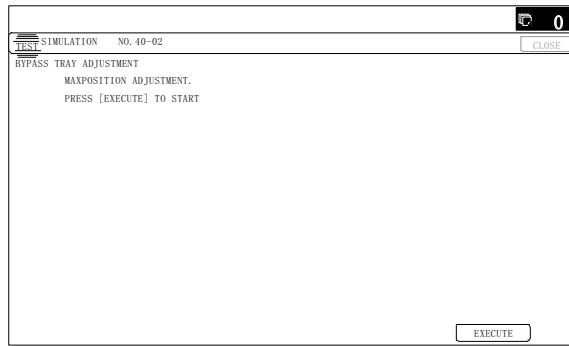 0
TEST SIMULATION NO.40-02
CLOSE
BYPASS TRAY ADJUSTMENT
MAXPOSITION ADJUSTMENT.
PRESS [EXECUTE] TO START
EXECUTE